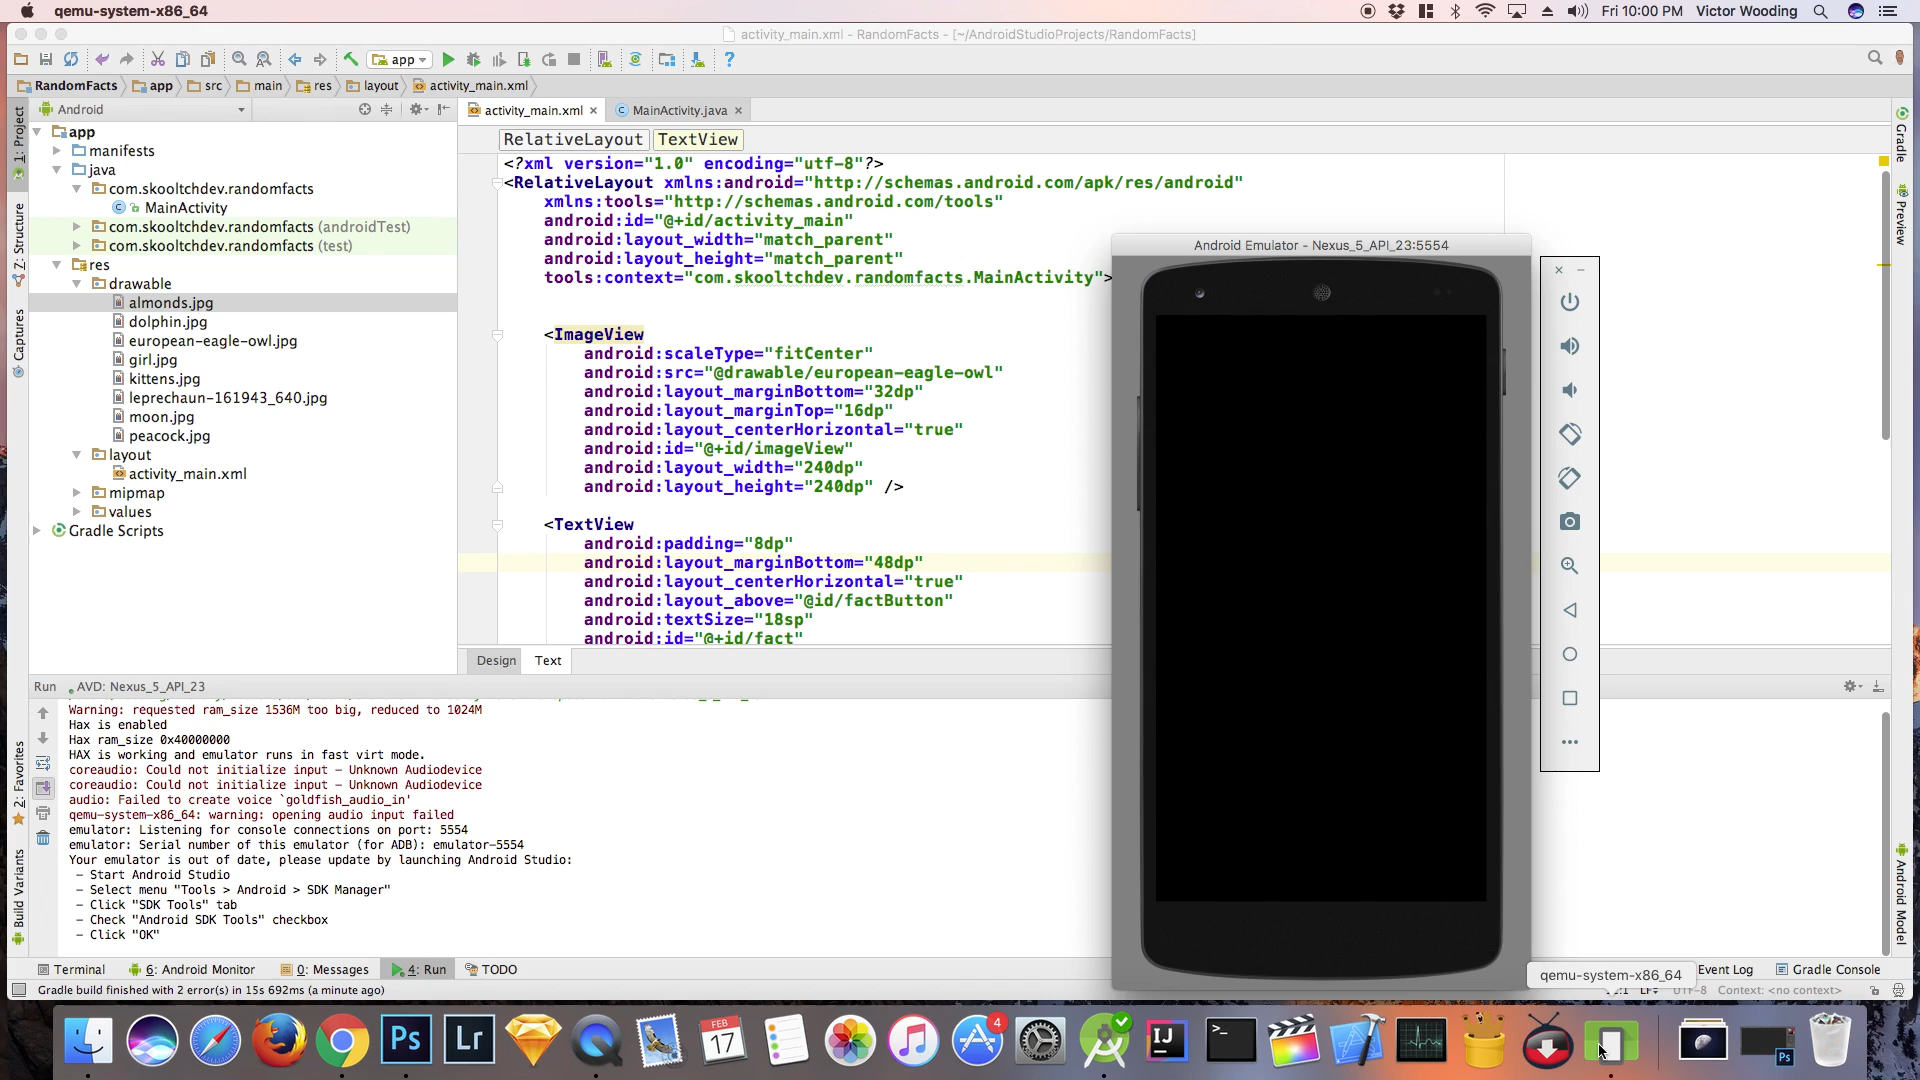 qemu-system-x86_64
Fri 10:00 PM Victor Wooding
activity_main.xml - RandomFacts - [~/AndroidStudioProjects/RandomFacts]
app
RandomFacts app src main res layout activity_main.xml
Android
activity_main.xml MainActivity.java
RelativeLayout TextView
1: Project
Z: Structure
Captures
2: Favorites
Build Variants
app
manifests
java
com.skooltchdev.randomfacts
MainActivity
com.skooltchdev.randomfacts (androidTest)
com.skooltchdev.randomfacts (test)
res
drawable
almonds.jpg
dolphin.jpg
european-eagle-owl.jpg
girl.jpg
kittens.jpg
leprechaun-161943_640.jpg
moon.jpg
peacock.jpg
layout
activity_main.xml
mipmap
values
Gradle Scripts
<?xml version="1.0" encoding="utf-8"?>
<RelativeLayout xmlns:android="http://schemas.android.com/apk/res/android"
xmlns:tools="http://schemas.android.com/tools"
android:id="@+id/activity_main"
android:layout_width="match_parent"
android:layout_height="match_parent"
tools:context="com.skooltchdev.randomfacts.MainActivity">
<ImageView
android:scaleType="fitCenter"
android:src="@drawable/european-eagle-owl"
android:layout_marginBottom="32dp"
android:layout_marginTop="16dp"
android:layout_centerHorizontal="true"
android:id="@+id/imageView"
android:layout_width="240dp"
android:layout_height="240dp" />
<TextView
android:padding="8dp"
android:layout_marginBottom="48dp"
android:layout_centerHorizontal="true"
android:layout_above="@id/factButton"
android:textSize="18sp"
android:id="@+id/fact"
Design Text
Android Emulator - Nexus_5_API_23:5554
Gradle
Preview
Android Model
Run AVD: Nexus_5_API_23
Warning: requested ram_size 1536M too big, reduced to 1024M
Hax is enabled
Hax ram_size 0x40000000
HAX is working and emulator runs in fast virt mode.
coreaudio: Could not initialize input - Unknown Audiodevice
coreaudio: Could not initialize input - Unknown Audiodevice
audio: Failed to create voice `goldfish_audio_in'
qemu-system-x86_64: warning: opening audio input failed
emulator: Listening for console connections on port: 5554
emulator: Serial number of this emulator (for ADB): emulator-5554
Your emulator is out of date, please update by launching Android Studio:
- Start Android Studio
- Select menu "Tools > Android > SDK Manager"
- Click "SDK Tools" tab
- Check "Android SDK Tools" checkbox
- Click "OK"
Terminal 6: Android Monitor 0: Messages 4: Run TODO
qemu-system-x86_64
Event Log Gradle Console
Gradle build finished with 2 error(s) in 15s 692ms (a minute ago)
UTF-8 Context: <no context>
Ps Lr FEB 17 4 IJ >_ Ps